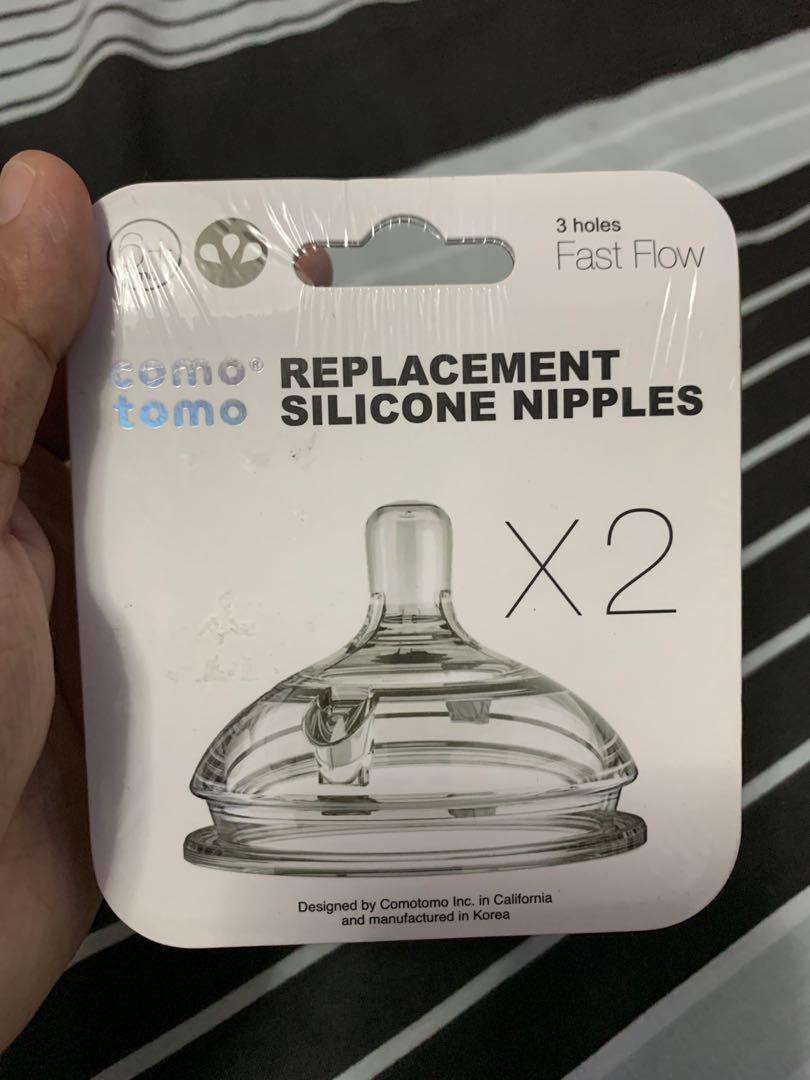 3 holes
Fast Flow
como®
tomo
REPLACEMENT
SILICONE NIPPLES
X2
Designed by Comotomo Inc. in California
and manufactured in Korea